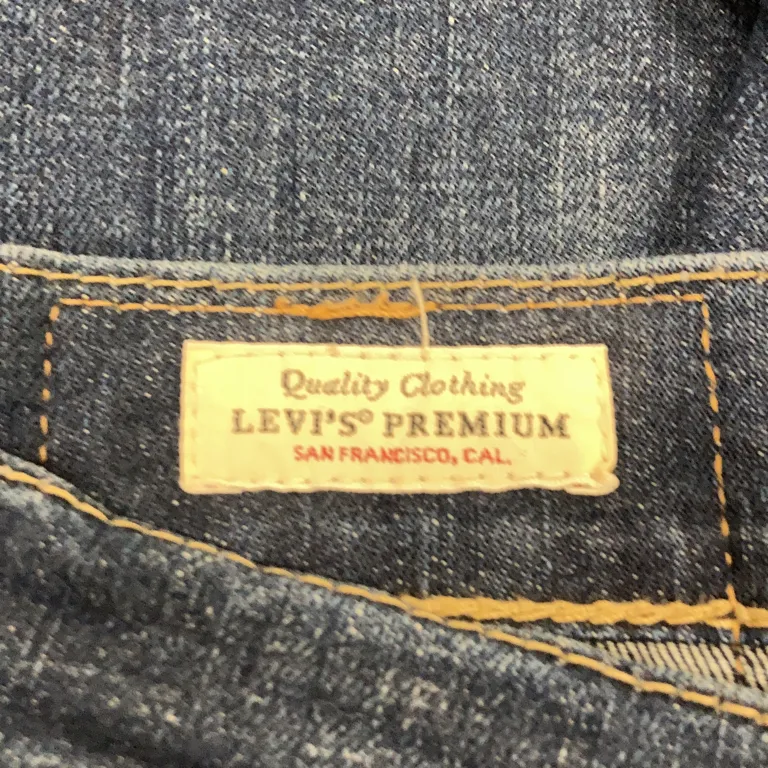 Quality Clothing
LEVI'S® PREMIUM
SAN FRANCISCO, CAL.